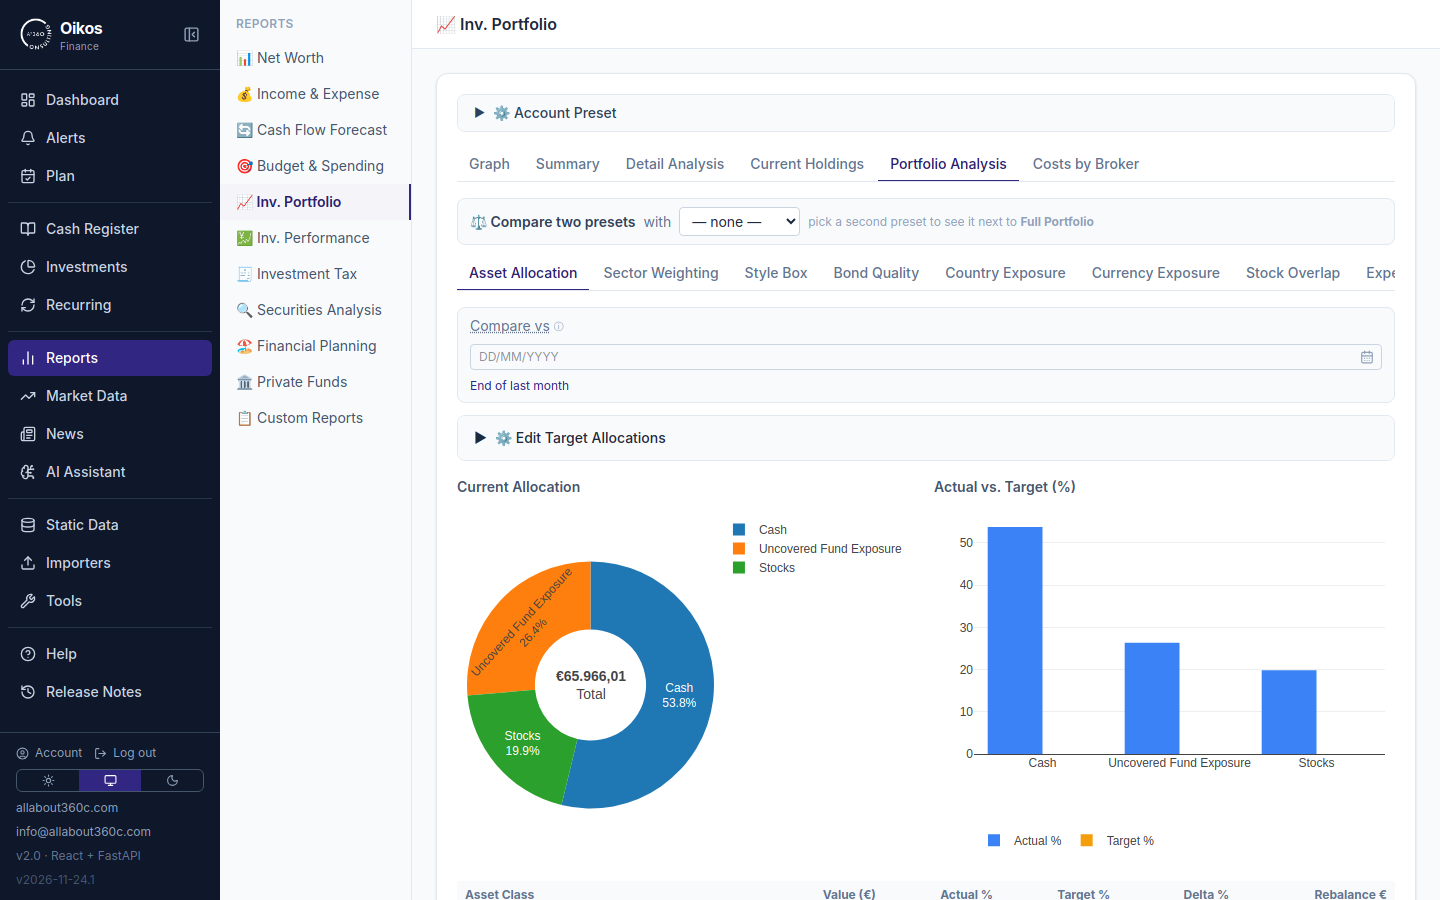 Oikos
Finance
Dashboard
Alerts
Plan
Cash Register
Investments
Recurring
Reports
Market Data
News
AI Assistant
Static Data
Importers
Tools
Help
Release Notes
Account
Log out
allabout360c.com
info@allabout360c.com
v2.0 · React + FastAPI
v2026-11-24.1
REPORTS
Net Worth
Income & Expense
Cash Flow Forecast
Budget & Spending
Inv. Portfolio
Inv. Performance
Investment Tax
Securities Analysis
Financial Planning
Private Funds
Custom Reports
Inv. Portfolio
Account Preset
Graph Summary Detail Analysis Current Holdings Portfolio Analysis Costs by Broker
Compare two presets with — none — pick a second preset to see it next to Full Portfolio
Asset Allocation Sector Weighting Style Box Bond Quality Country Exposure Currency Exposure Stock Overlap Expe
Compare vs
DD/MM/YYYY
End of last month
Edit Target Allocations
Current Allocation
Cash
Uncovered Fund Exposure
Stocks
Uncovered Fund Exposure
26.4%
€65.966,01
Total
Cash
53.8%
Stocks
19.9%
Actual vs. Target (%)
50
40
30
20
10
0
Cash Uncovered Fund Exposure Stocks
Actual % Target %
Asset Class Value (€) Actual % Target % Delta % Rebalance €